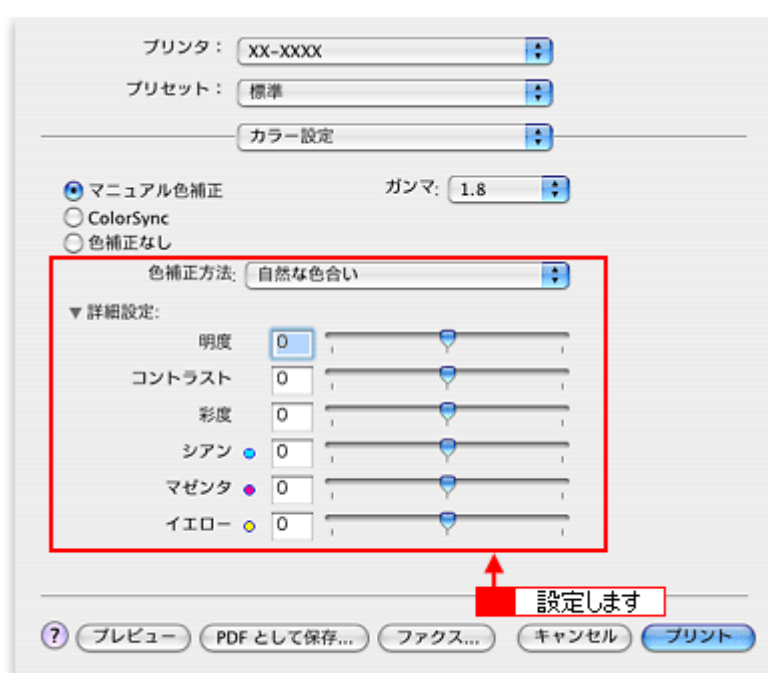 プリンタ： XX-XXXX
プリセット： 標準
カラー設定
マニュアル色補正 ガンマ: 1.8
ColorSync
色補正なし
色補正方法: 自然な色合い
▼詳細設定:
明度 0
コントラスト 0
彩度 0
シアン 0
マゼンタ 0
イエロー 0
設定します
? プレビュー PDF として保存... ファクス... キャンセル プリント